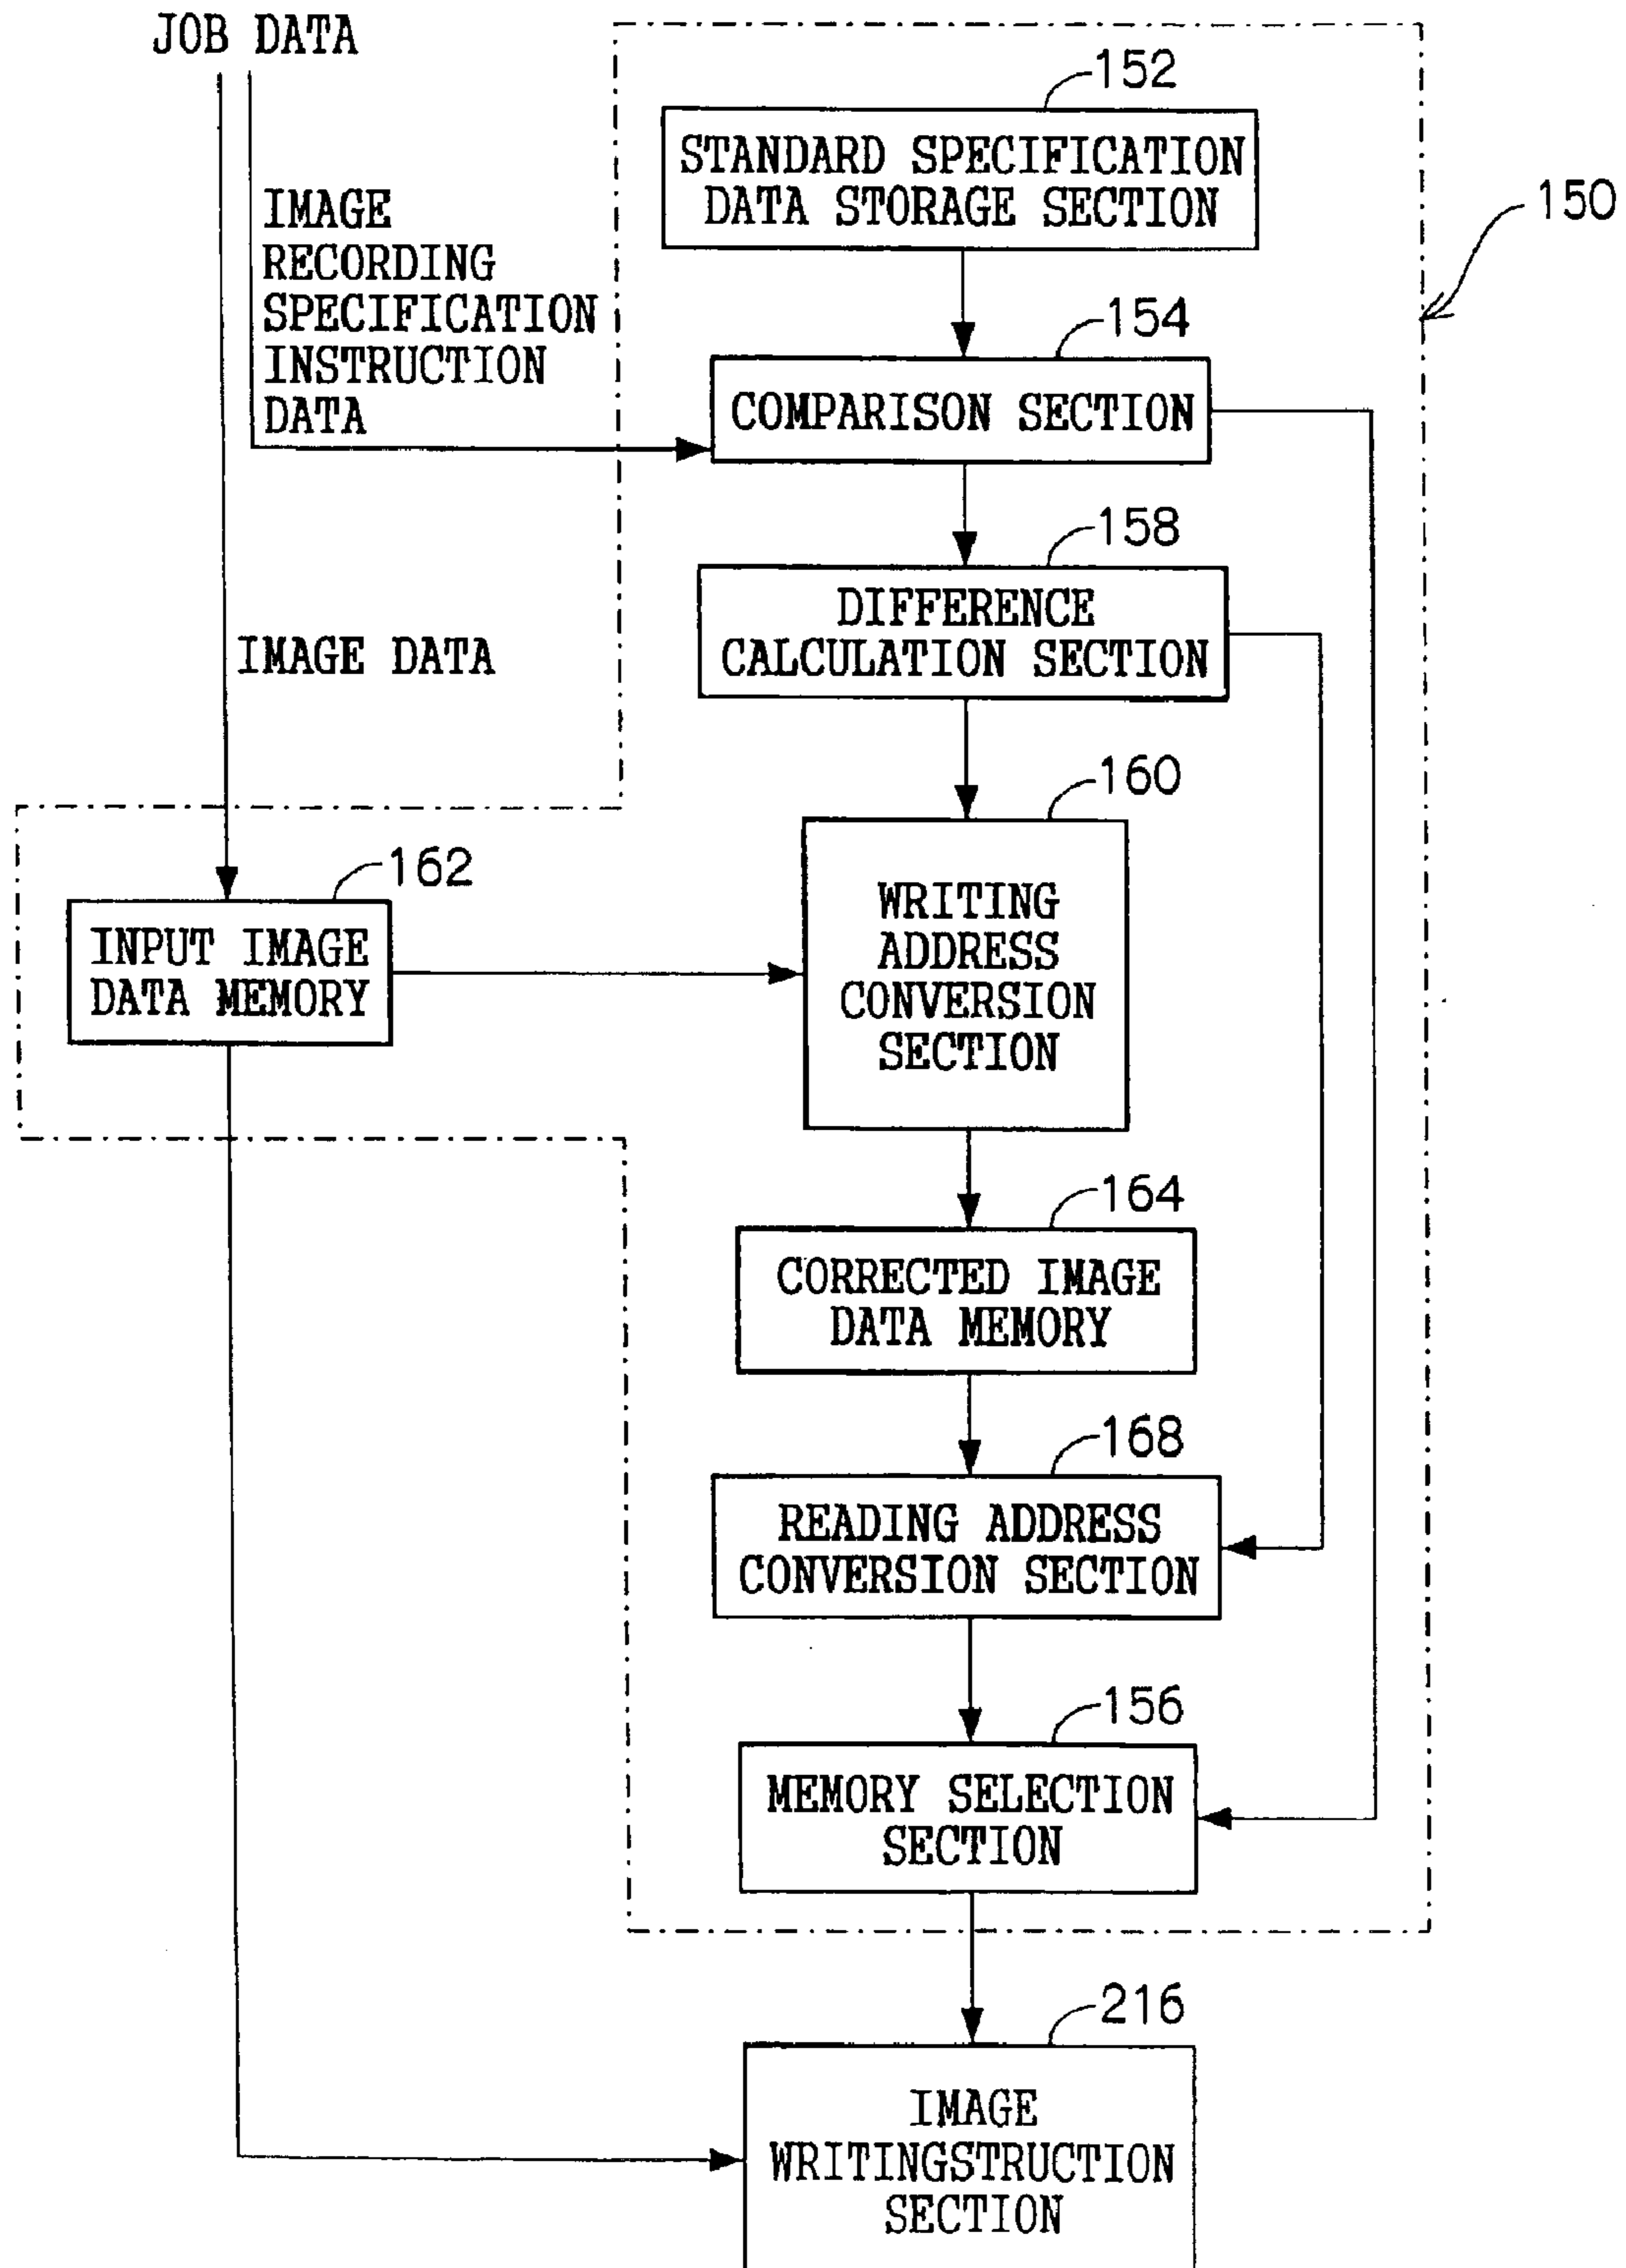 JOB DATA
152
STANDARD SPECIFICATION
DATA STORAGE SECTION
150
IMAGE
RECORDING
SPECIFICATION
INSTRUCTION
DATA
154
COMPARISON SECTION
158
DIFFERENCE
CALCULATION SECTION
IMAGE DATA
160
WRITING
ADDRESS
CONVERSION
SECTION
162
INPUT IMAGE
DATA MEMORY
164
CORRECTED IMAGE
DATA MEMORY
168
READING ADDRESS
CONVERSION SECTION
156
MEMORY SELECTION
SECTION
216
IMAGE
WRITINGSTRUCTION
SECTION